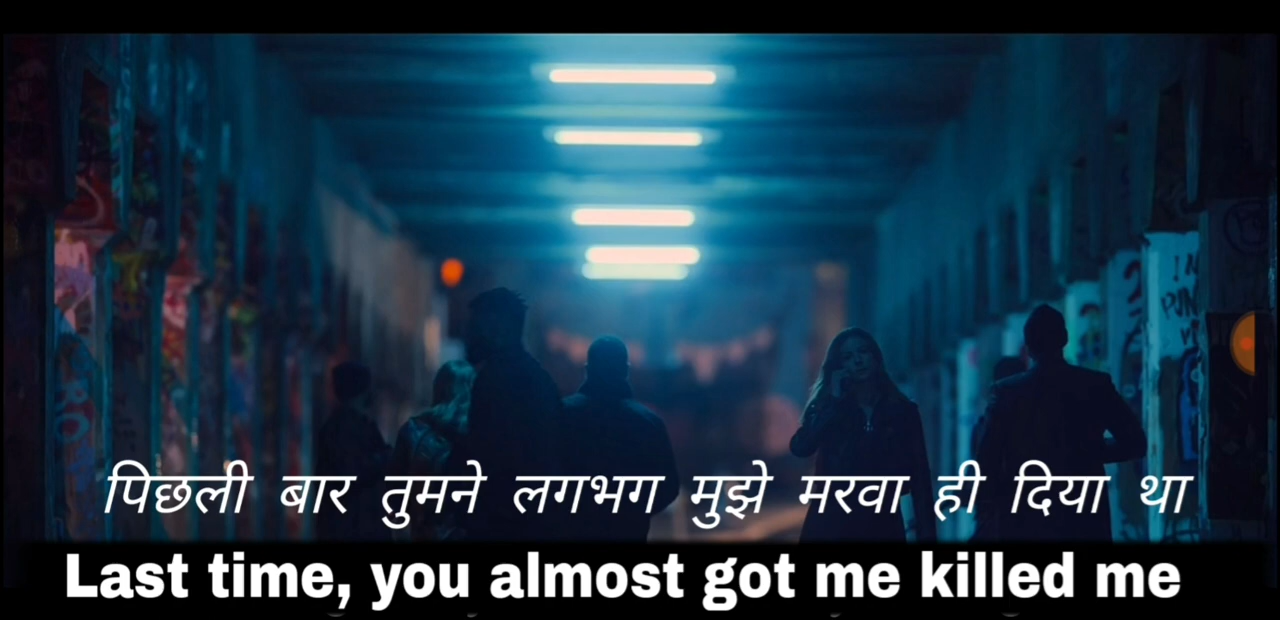 पिछली बार तुमने लगभग मुझे मरवा ही दिया था
Last time, you almost got me killed me